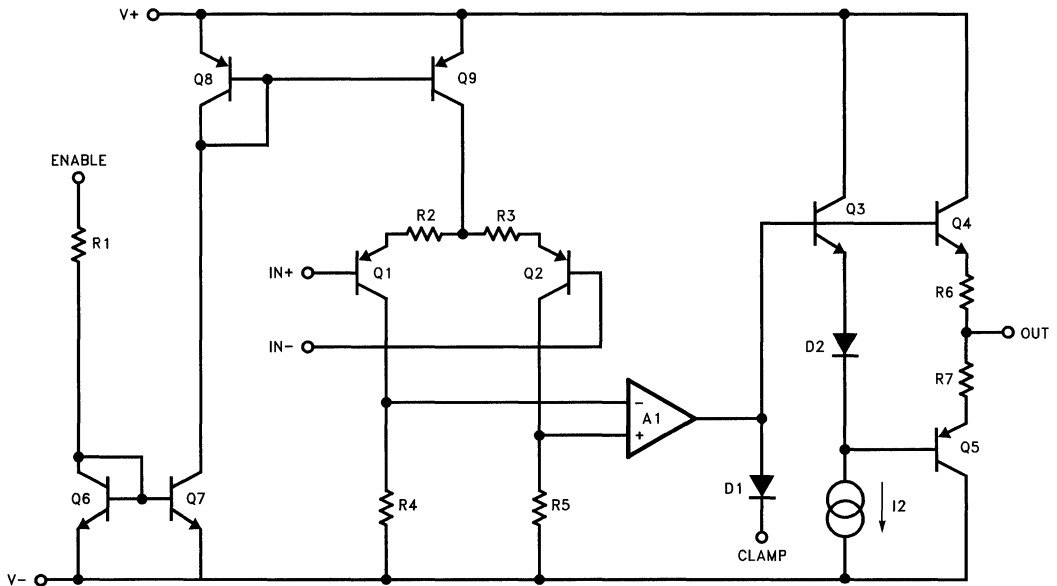 V+
Q8
Q9
ENABLE
R1
R2
R3
Q3
Q4
IN+
Q1
Q2
R6
IN-
OUT
D2
R7
-
A1
+
Q5
Q6
Q7
R4
R5
D1
I2
CLAMP
V-